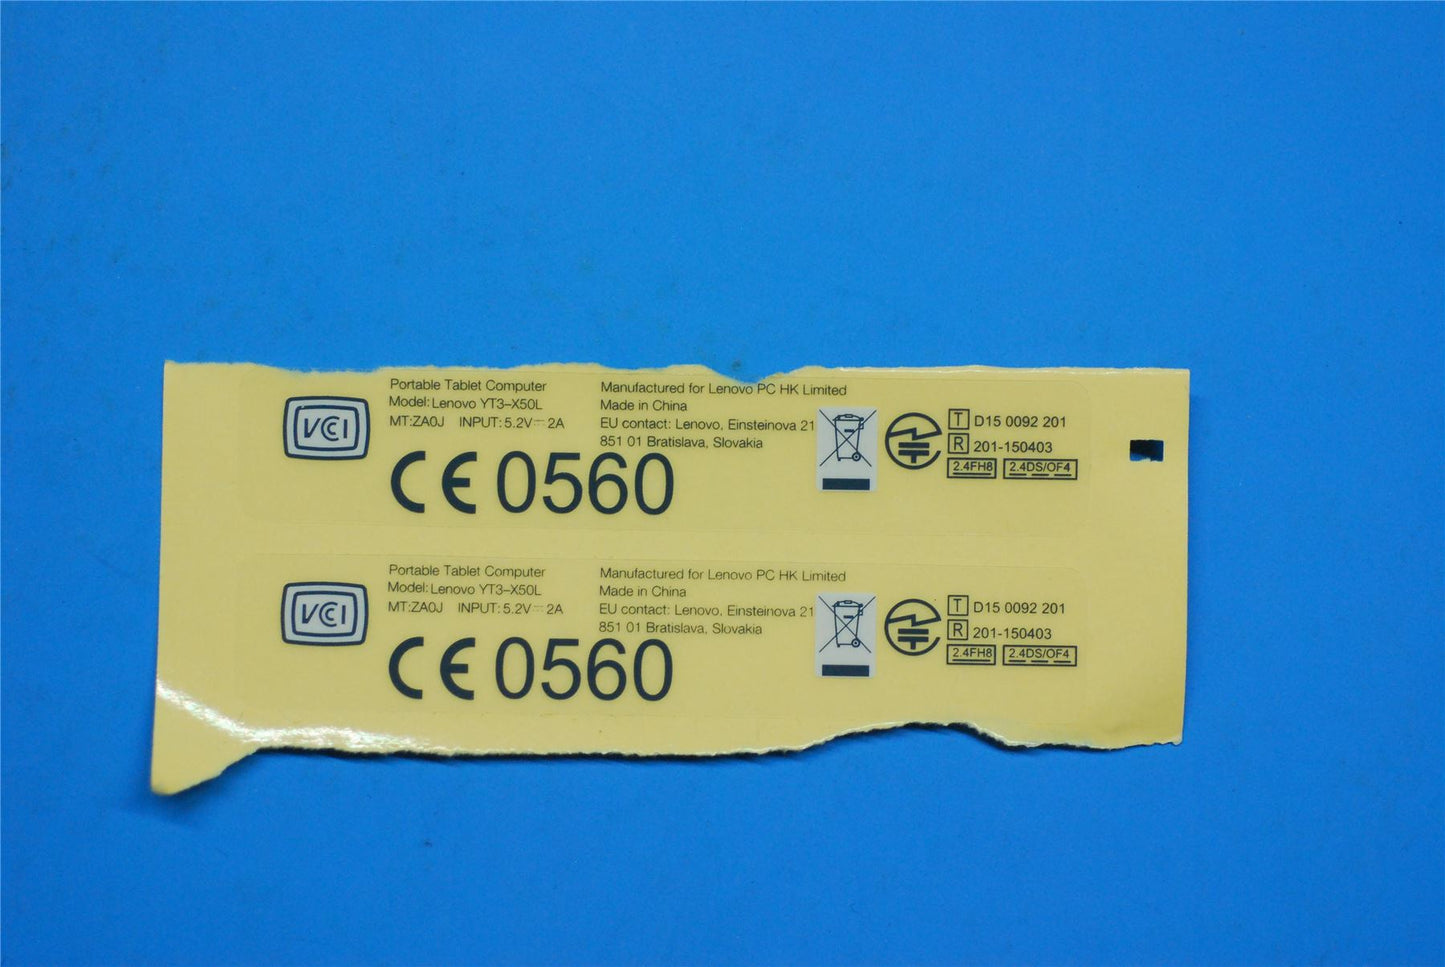 VCCI
Portable Tablet Computer
Model: Lenovo YT3-X50L
MT:ZA0J INPUT: 5.2V⎓2A
CE 0560
Manufactured for Lenovo PC HK Limited
Made in China
EU contact: Lenovo, Einsteinova 21
851 01 Bratislava, Slovakia
T D15 0092 201
R 201-150403
2.4FH8 2.4DS/OF4
VCCI
Portable Tablet Computer
Model: Lenovo YT3-X50L
MT:ZA0J INPUT: 5.2V⎓2A
CE 0560
Manufactured for Lenovo PC HK Limited
Made in China
EU contact: Lenovo, Einsteinova 21
851 01 Bratislava, Slovakia
T D15 0092 201
R 201-150403
2.4FH8 2.4DS/OF4